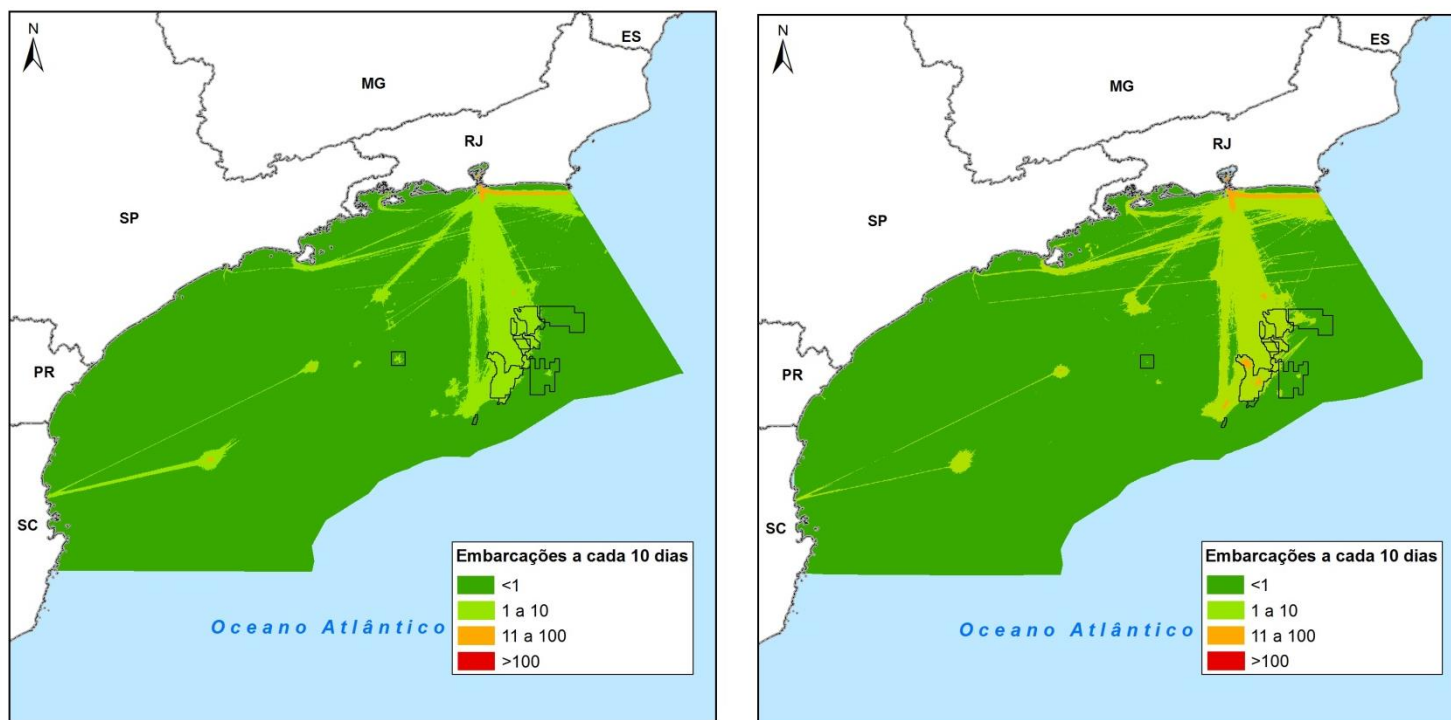 N
ES
MG
RJ
SP
PR
SC
Embarcações a cada 10 dias
<1
1 a 10
11 a 100
>100
Oceano Atlântico
N
ES
MG
RJ
SP
PR
SC
Embarcações a cada 10 dias
<1
1 a 10
11 a 100
>100
Oceano Atlântico